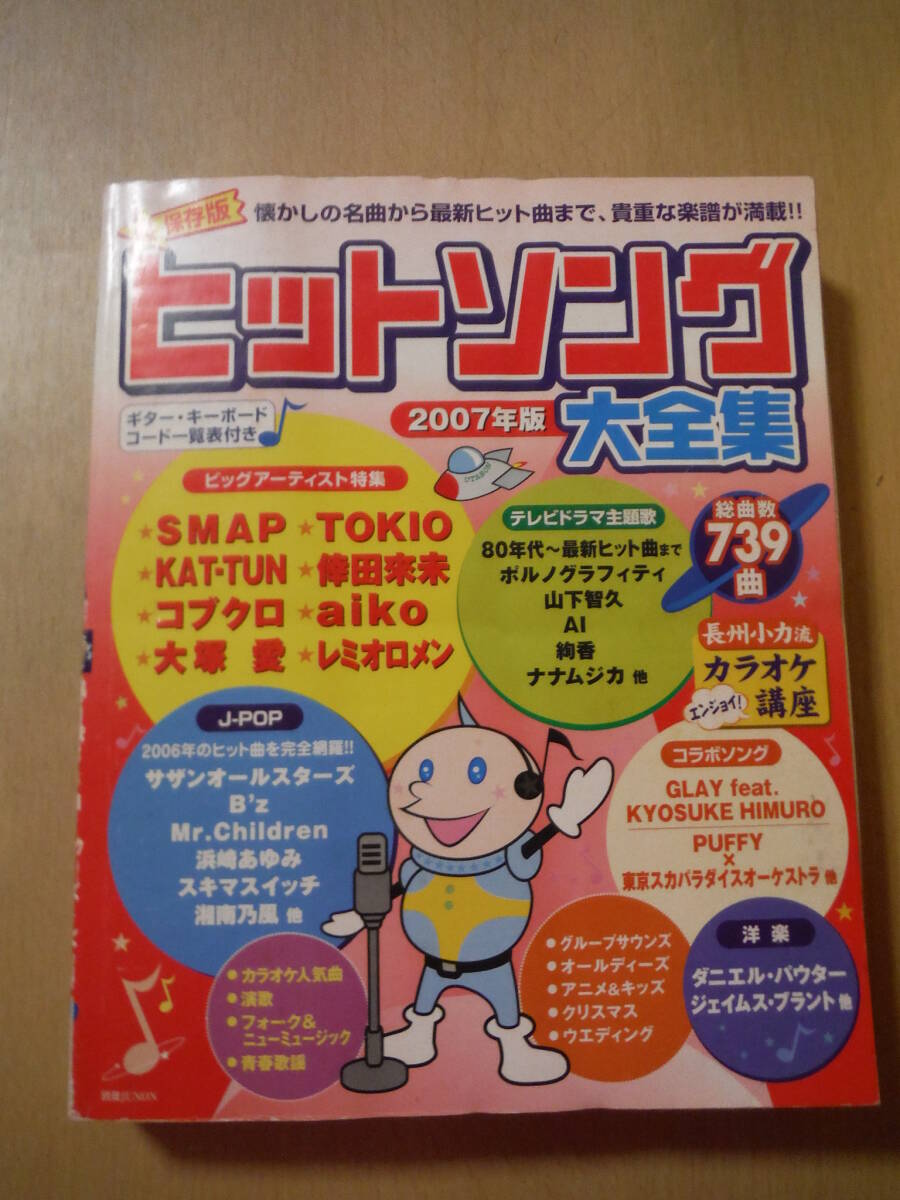 保存版
懐かしの名曲から最新ヒット曲まで、貴重な楽譜が満載!!
ヒットソング
ギター・キーボード
コード一覧表付き
2007年版
大全集
ビッグアーティスト特集
★SMAP ★TOKIO
★KAT-TUN ★倖田來未
★コブクロ ★aiko
★大塚 愛 ★レミオロメン
UTABON
テレビドラマ主題歌
80年代～最新ヒット曲まで
ポルノグラフィティ
山下智久
AI
絢香
ナナムジカ 他
総曲数
739
曲
長州小力流
カラオケ
エンジョイ!
講座
J-POP
2006年のヒット曲を完全網羅!!
サザンオールスターズ
B'z
Mr.Children
浜崎あゆみ
スキマスイッチ
湘南乃風 他
コラボソング
GLAY feat.
KYOSUKE HIMURO
PUFFY
×
東京スカパラダイスオーケストラ 他
●カラオケ人気曲
●演歌
●フォーク&
ニューミュージック
●青春歌謡
●グループサウンズ
●オールディーズ
●アニメ&キッズ
●クリスマス
●ウエディング
洋楽
ダニエル・パウター
ジェイムス・ブラント 他
別冊JUNON